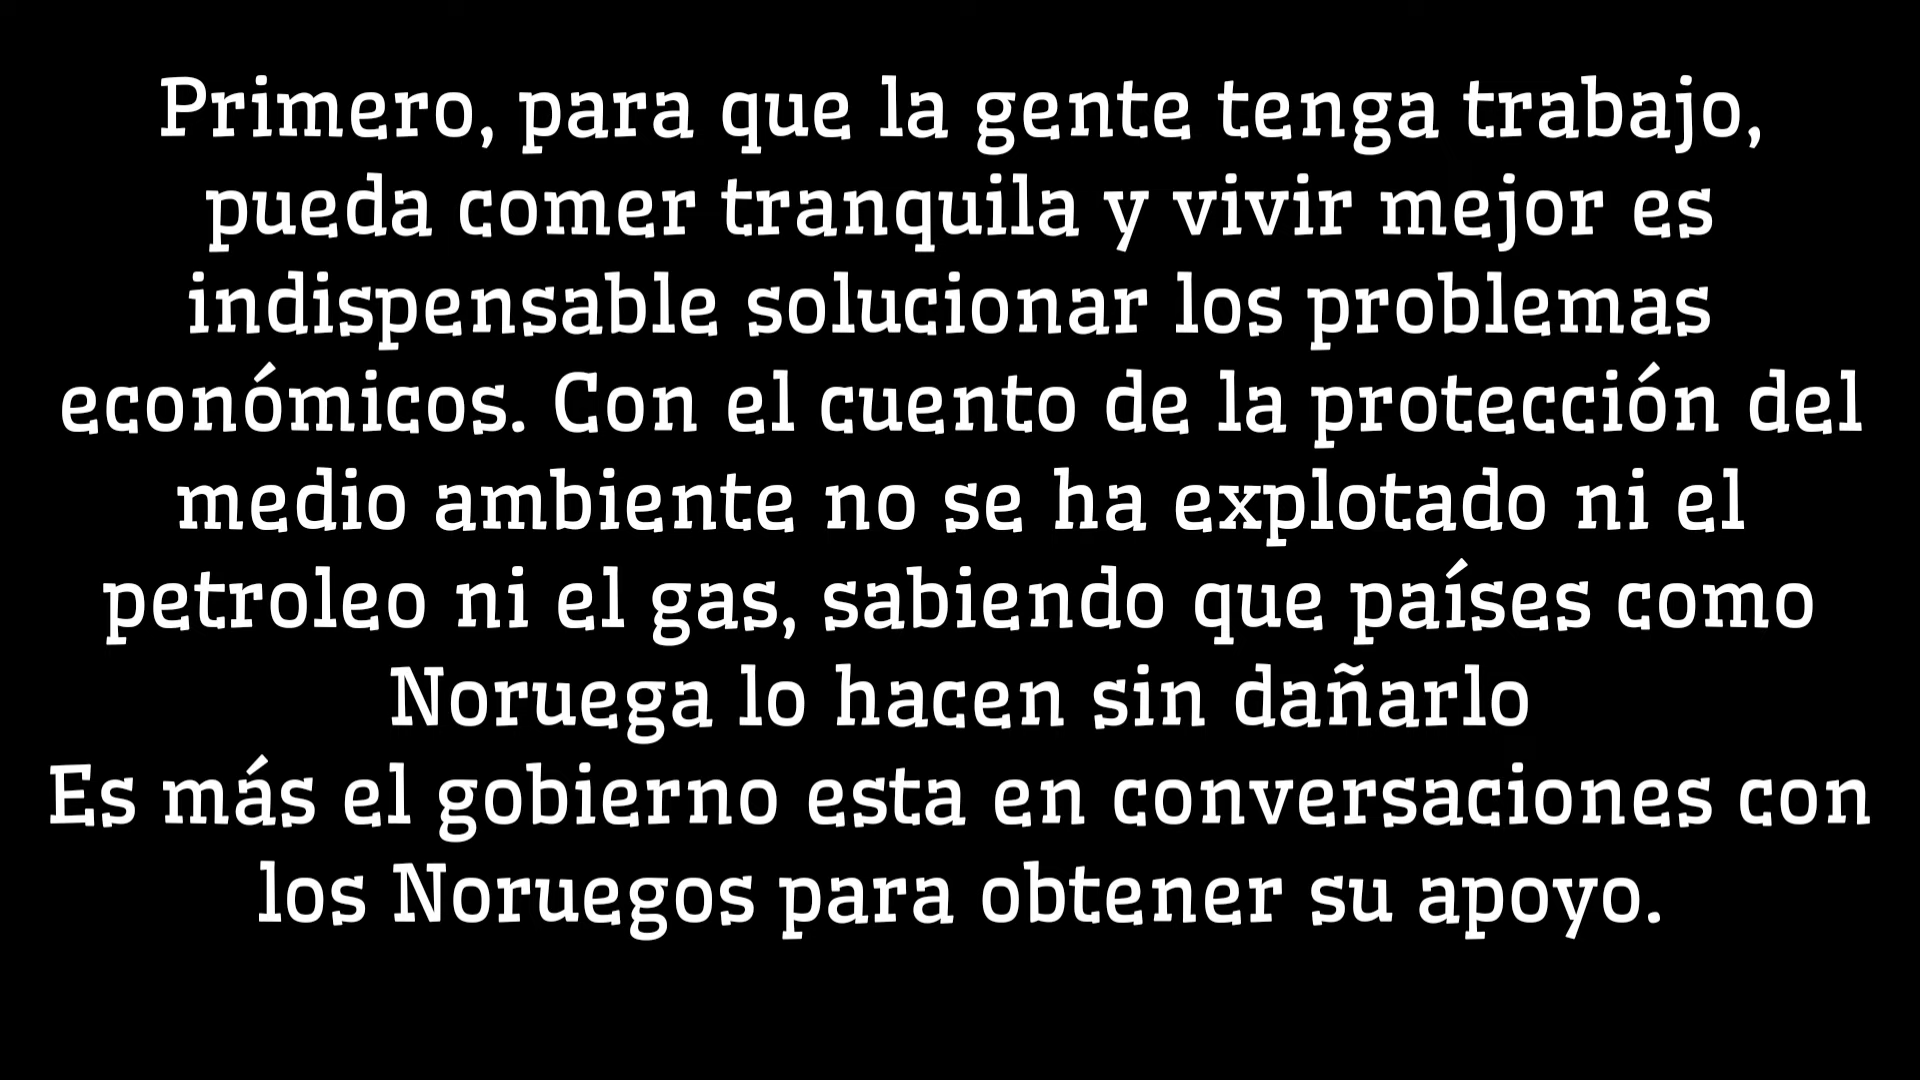 Primero, para que la gente tenga trabajo,
pueda comer tranquila y vivir mejor es
indispensable solucionar los problemas
económicos. Con el cuento de la protección del
medio ambiente no se ha explotado ni el
petroleo ni el gas, sabiendo que países como
Noruega lo hacen sin dañarlo
Es más el gobierno esta en conversaciones con
los Noruegos para obtener su apoyo.